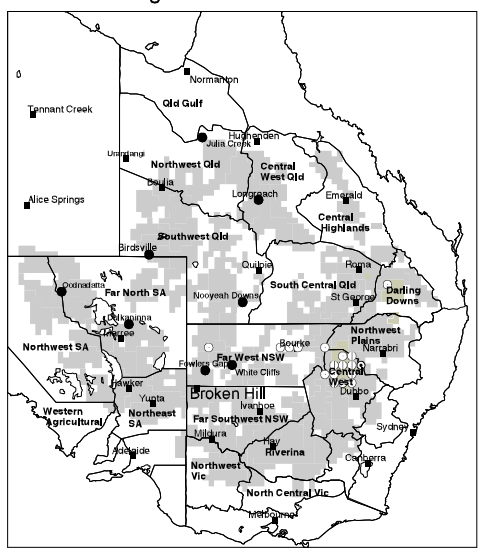 Normanton
Qld Gulf
Tennant Creek
Julia Creek
Hughenden
Urandangi
Northwest Qld
Central
West Qld
Boulia
Longreach
Emerald
Alice Springs
Central
Highlands
Southwest Qld
Birdsville
Quilpie
Roma
Oodnadatta
Far North SA
South Central Qld
Darling
Downs
Nooyeah Downs
St George
Dulkaninna
Marree
Northwest
Plains
Northwest SA
Bourke
Narrabri
Far West NSW
Fowlers Gap
White Cliffs
Central
West
Hawker
Broken Hill
Dubbo
Yunta
Ivanhoe
Western
Agricultural
Northeast
SA
Far Southwest NSW
Sydney
Mildura
Hay
Adelaide
Riverina
Canberra
Northwest
Vic
North Central Vic
Melbourne